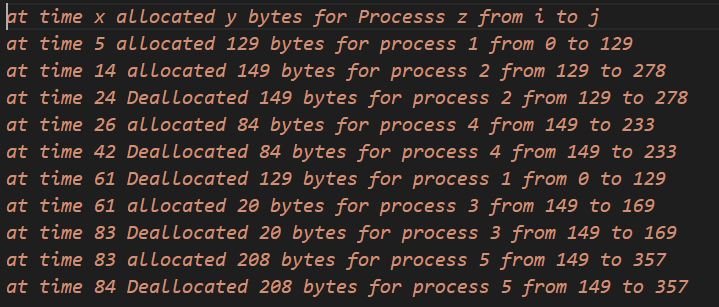 at time x allocated y bytes for Processs z from i to j
at time 5 allocated 129 bytes for process 1 from 0 to 129
at time 14 allocated 149 bytes for process 2 from 129 to 278
at time 24 Deallocated 149 bytes for process 2 from 129 to 278
at time 26 allocated 84 bytes for process 4 from 149 to 233
at time 42 Deallocated 84 bytes for process 4 from 149 to 233
at time 61 Deallocated 129 bytes for process 1 from 0 to 129
at time 61 allocated 20 bytes for process 3 from 149 to 169
at time 83 Deallocated 20 bytes for process 3 from 149 to 169
at time 83 allocated 208 bytes for process 5 from 149 to 357
at time 84 Deallocated 208 bytes for process 5 from 149 to 357